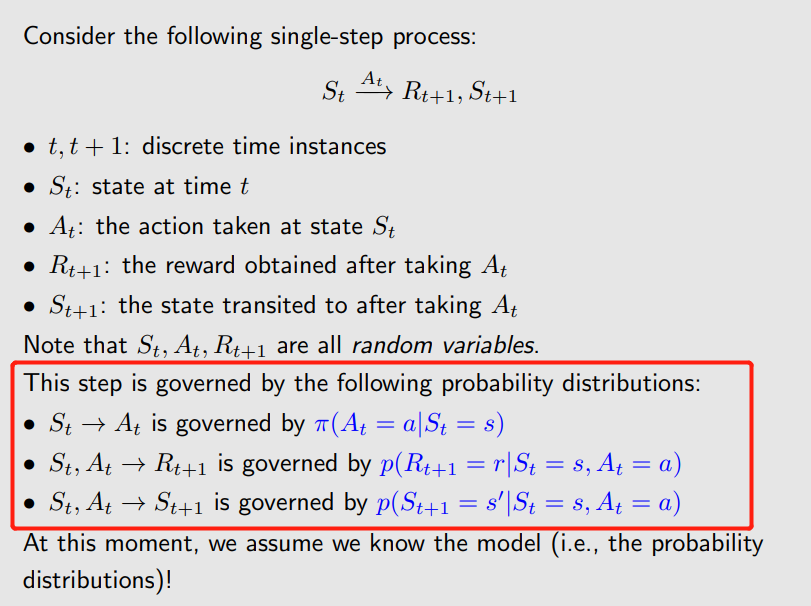 Consider the following single-step process:
S_t \xrightarrow{A_t} R_{t+1}, S_{t+1}
• t, t + 1: discrete time instances
• S_t: state at time t
• A_t: the action taken at state S_t
• R_{t+1}: the reward obtained after taking A_t
• S_{t+1}: the state transited to after taking A_t
Note that S_t, A_t, R_{t+1} are all random variables.
This step is governed by the following probability distributions:
• S_t → A_t is governed by π(A_t = a|S_t = s)
• S_t, A_t → R_{t+1} is governed by p(R_{t+1} = r|S_t = s, A_t = a)
• S_t, A_t → S_{t+1} is governed by p(S_{t+1} = s′|S_t = s, A_t = a)
At this moment, we assume we know the model (i.e., the probability
distributions)!